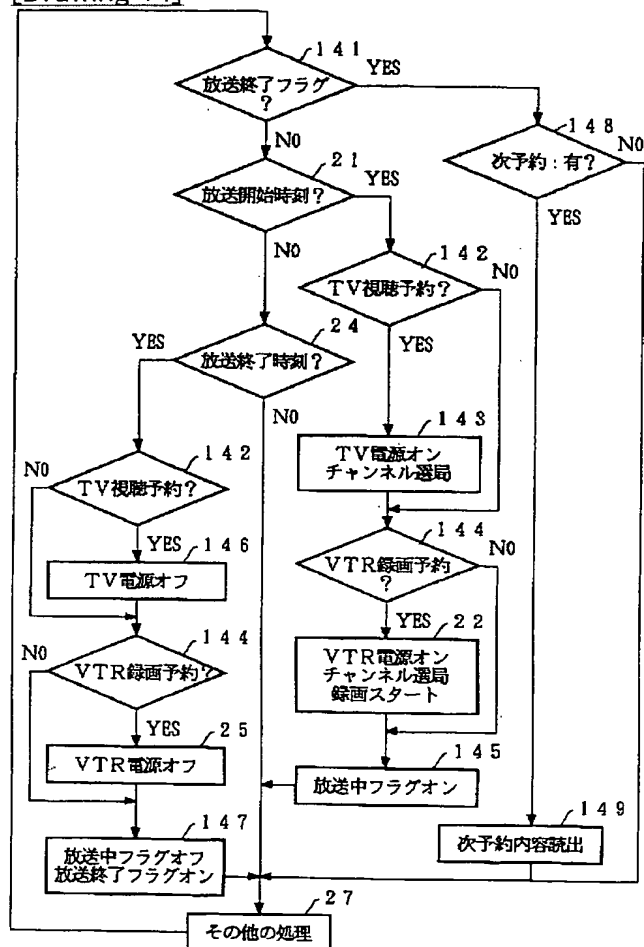 [Drawing 14]
141
放送終了フラグ
?
YES
NO
148
次予約:有?
NO
YES
21
放送開始時刻?
YES
NO
142
TV視聴予約?
NO
YES
24
放送終了時刻?
YES
NO
143
TV電源オン
チャンネル選局
142
TV視聴予約?
NO
YES
146
TV電源オフ
144
VTR録画予約
?
NO
YES
144
VTR録画予約?
NO
YES
22
VTR電源オン
チャンネル選局
録画スタート
25
VTR電源オフ
145
放送中フラグオン
147
放送中フラグオフ
放送終了フラグオン
149
次予約内容読出
27
その他の処理